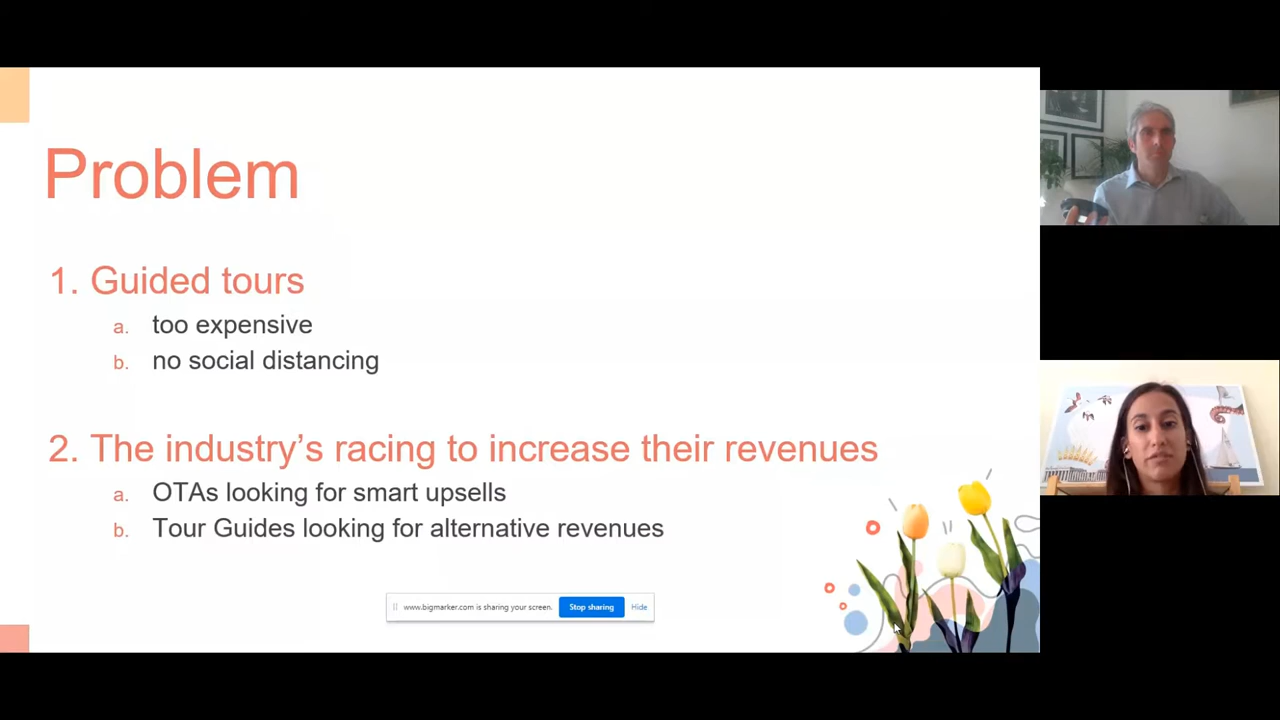 Problem
1. Guided tours
a. too expensive
b. no social distancing
2. The industry's racing to increase their revenues
a. OTAs looking for smart upsells
b. Tour Guides looking for alternative revenues
www.bigmarker.com is sharing your screen. Stop sharing Hide